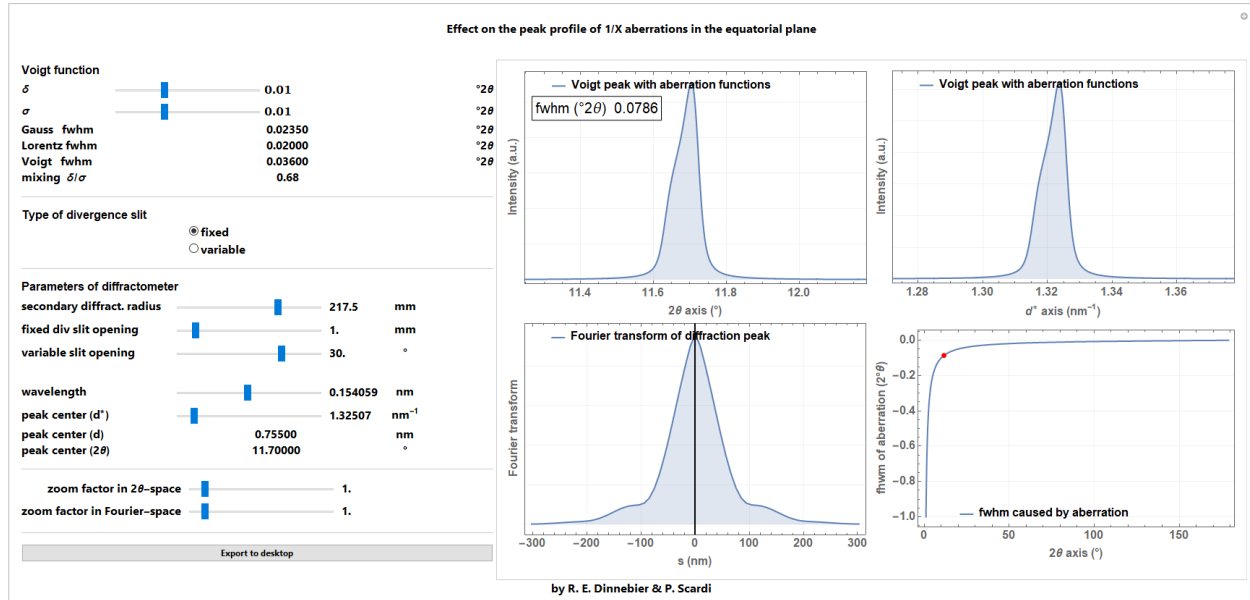 Effect on the peak profile of 1/X aberrations in the equatorial plane
Voigt function
δ 0.01 °2θ
σ 0.01 °2θ
Gauss fwhm 0.02350 °2θ
Lorentz fwhm 0.02000 °2θ
Voigt fwhm 0.03600 °2θ
mixing δ/σ 0.68
Type of divergence slit
fixed
variable
Parameters of diffractometer
secondary diffract. radius 217.5 mm
fixed div slit opening 1. mm
variable slit opening 30. °
wavelength 0.154059 nm
peak center (d*) 1.32507 nm⁻¹
peak center (d) 0.75500 nm
peak center (2θ) 11.70000 °
zoom factor in 2θ-space 1.
zoom factor in Fourier-space 1.
Export to desktop
Voigt peak with aberration functions
fwhm (°2θ) 0.0786
Intensity (a.u.)
11.4 11.6 11.8 12.0
2θ axis (°)
Voigt peak with aberration functions
Intensity (a.u.)
1.28 1.30 1.32 1.34 1.36
d* axis (nm⁻¹)
Fourier transform of diffraction peak
Fourier transform
-300 -200 -100 0 100 200 300
s (nm)
fhwm of aberration (2°θ)
0.0
-0.2
-0.4
-0.6
-0.8
-1.0
fwhm caused by aberration
0 50 100 150
2θ axis (°)
by R. E. Dinnebier & P. Scardi